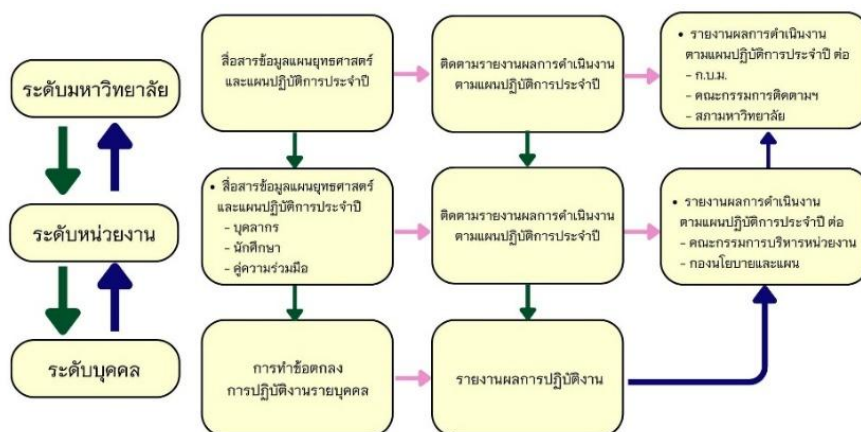 ระดับมหาวิทยาลัย
สื่อสารข้อมูลแผนยุทธศาสตร์
และแผนปฏิบัติการประจำปี
ติดตามรายงานผลการดำเนินงาน
ตามแผนปฏิบัติการประจำปี
• รายงานผลการดำเนินงาน
ตามแผนปฏิบัติการประจำปี ต่อ
- ก.บ.ม.
- คณะกรรมการติดตามฯ
- สภามหาวิทยาลัย
ระดับหน่วยงาน
• สื่อสารข้อมูลแผนยุทธศาสตร์
และแผนปฏิบัติการประจำปี
- บุคลากร
- นักศึกษา
- คู่ความร่วมมือ
ติดตามรายงานผลการดำเนินงาน
ตามแผนปฏิบัติการประจำปี
• รายงานผลการดำเนินงาน
ตามแผนปฏิบัติการประจำปี ต่อ
- คณะกรรมการบริหารหน่วยงาน
- กองนโยบายและแผน
ระดับบุคคล
การทำข้อตกลง
การปฏิบัติงานรายบุคคล
รายงานผลการปฏิบัติงาน